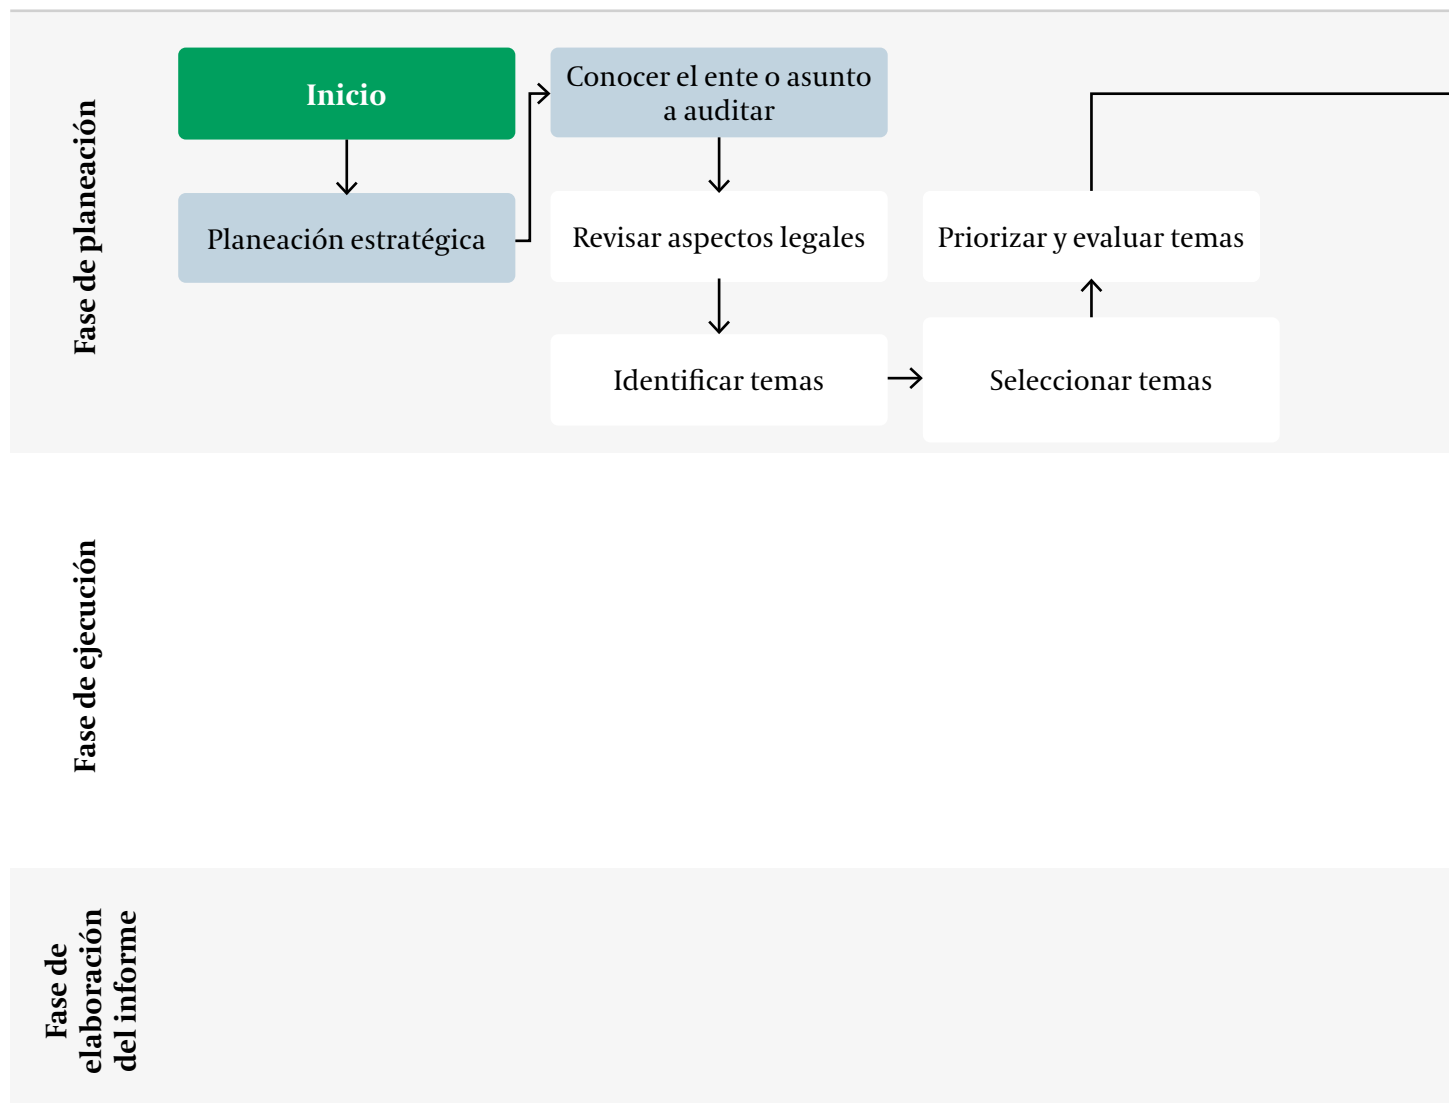 Fase de planeación
Inicio
Planeación estratégica
Conocer el ente o asunto
a auditar
Revisar aspectos legales
Identificar temas
Seleccionar temas
Priorizar y evaluar temas
Fase de ejecución
Fase de
elaboración
del informe